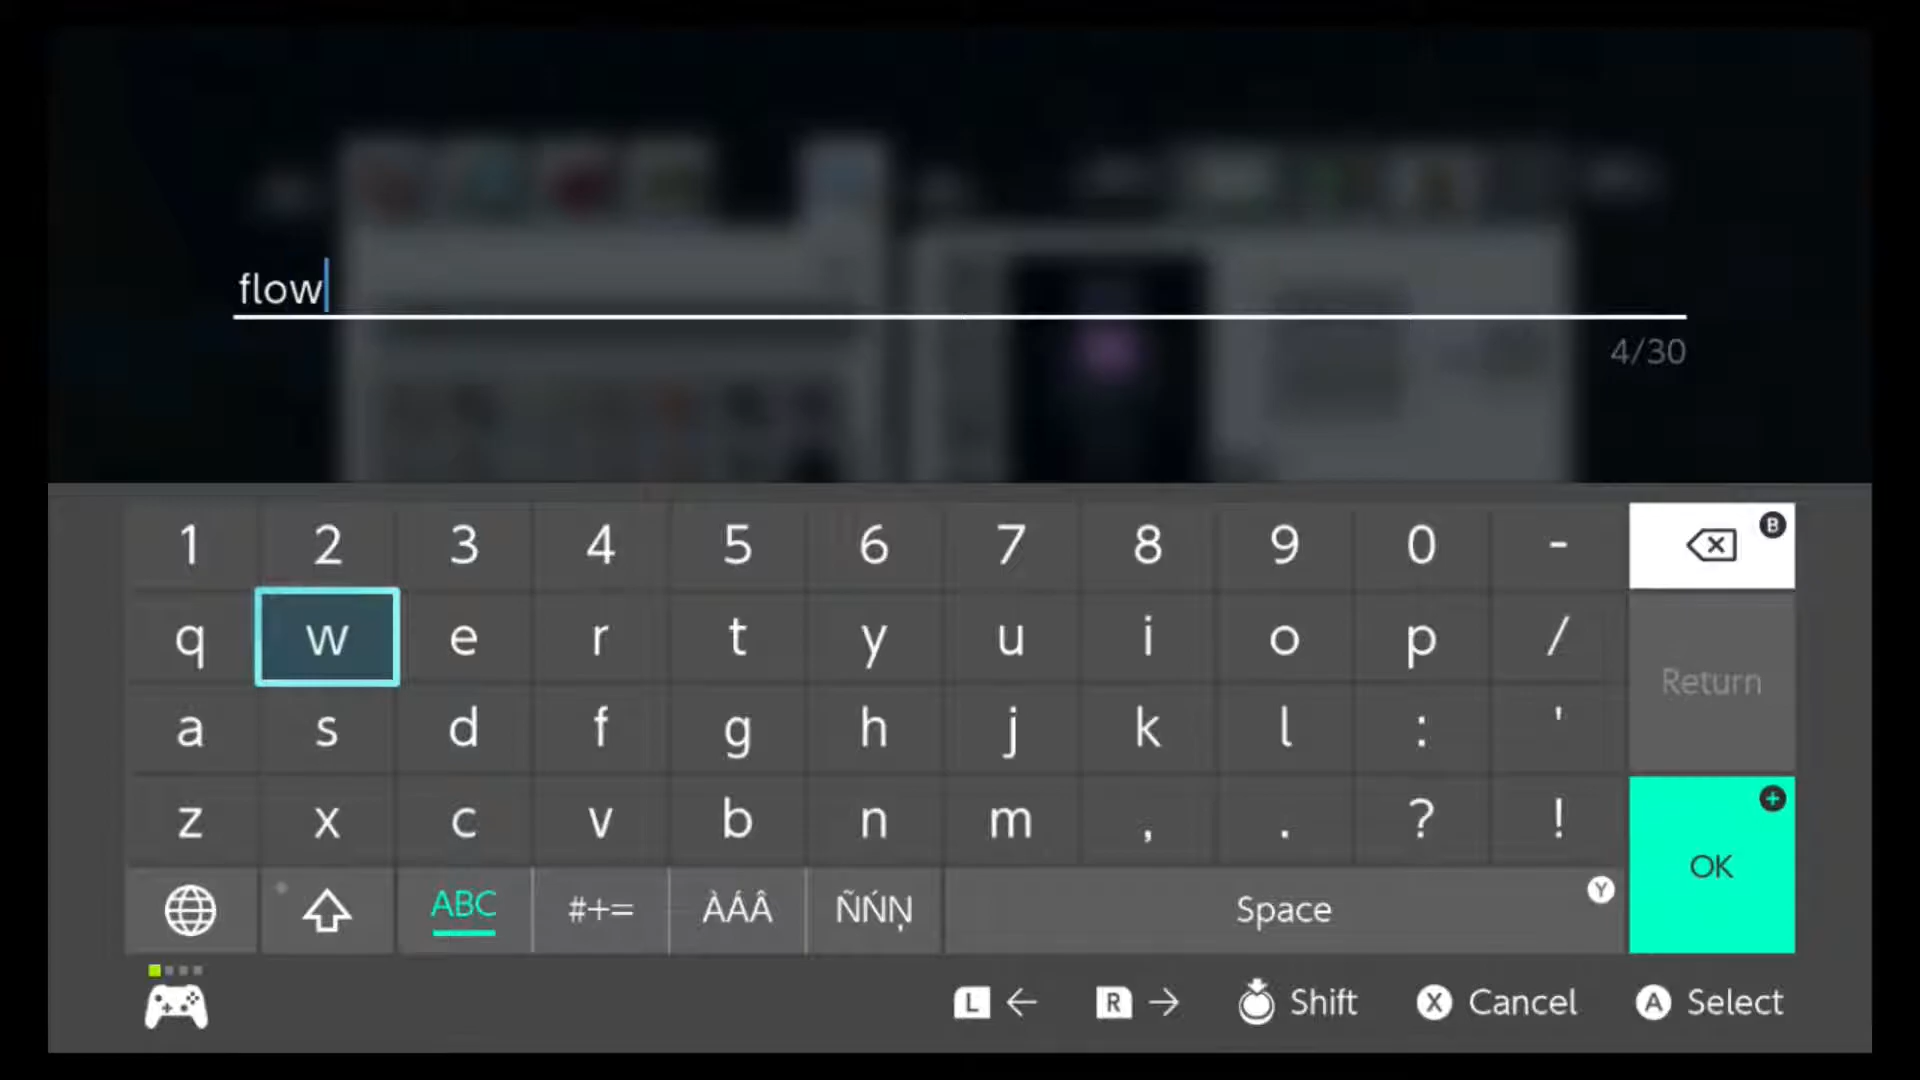 flow
4/30
1 2 3 4 5 6 7 8 9 0 - B
q w e r t y u i o p / Return
a s d f g h j k l : '
z x c v b n m , . ? ! + OK
ABC #+= ÀÁÂ ÑŃŅ Space Y
L ← R → Shift X Cancel A Select